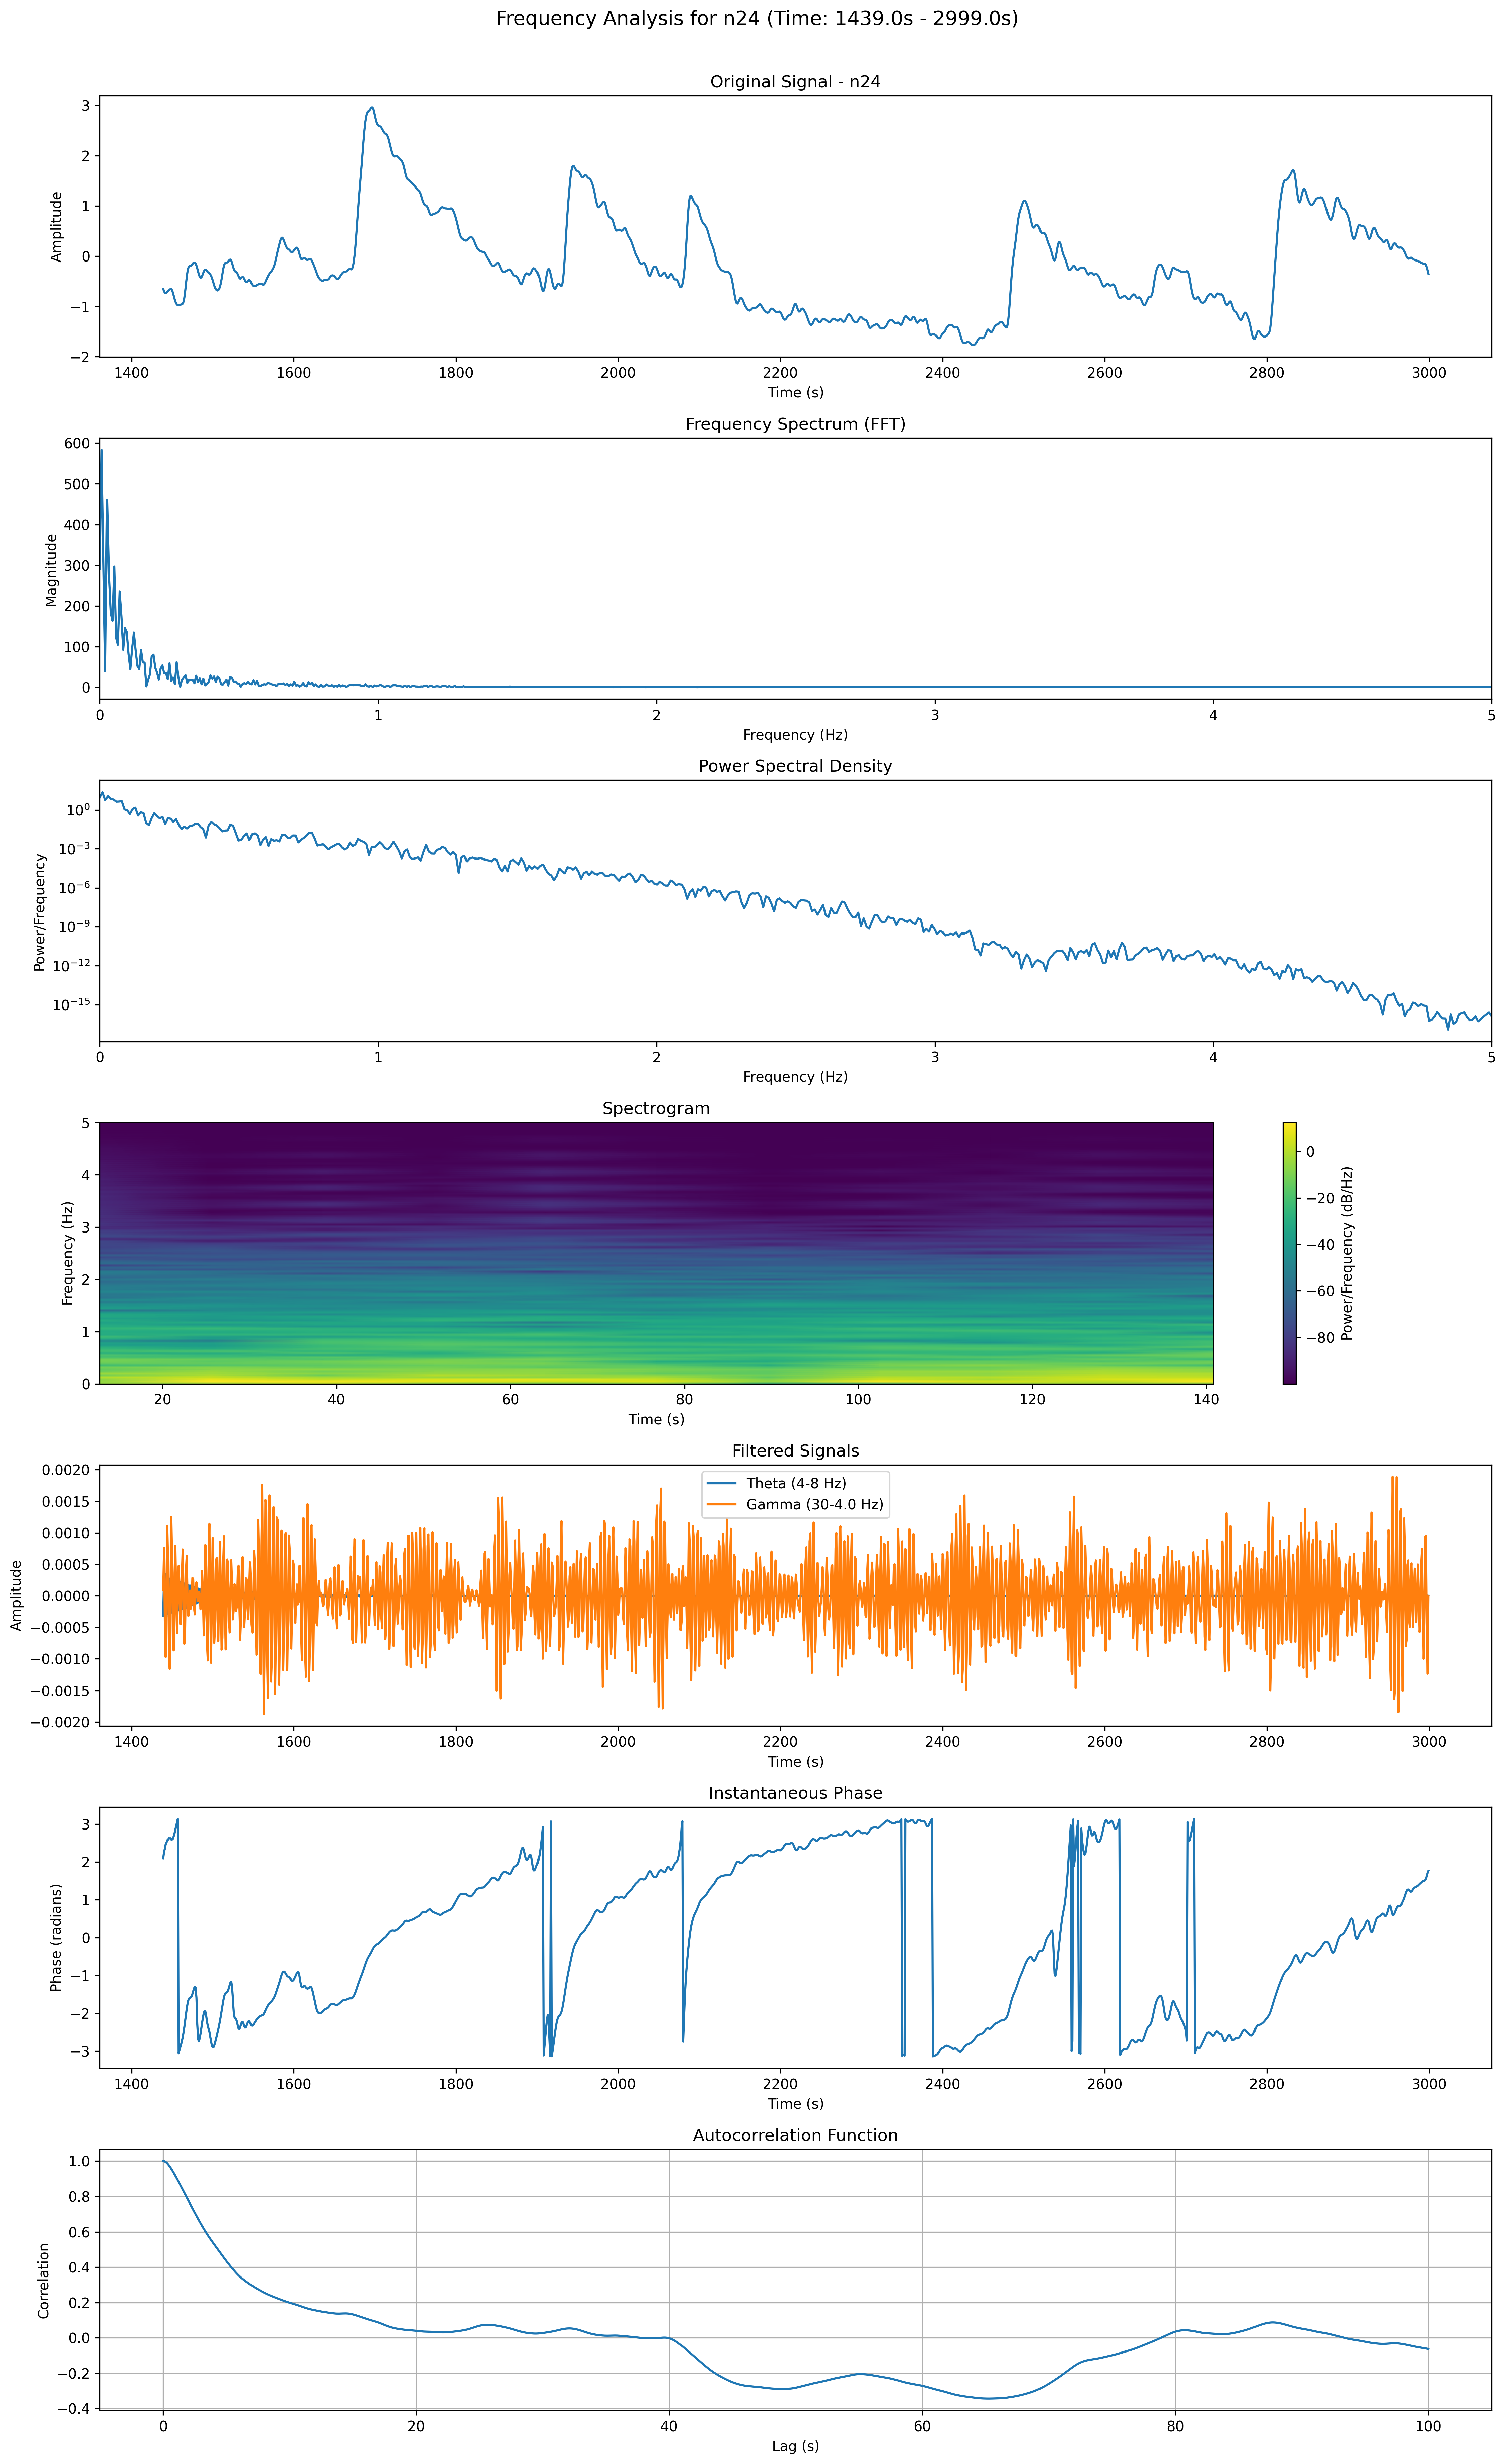 Frequency Analysis for n24 (Time: 1439.0s - 2999.0s)
Original Signal - n24
Amplitude
3
2
1
0
−1
−2
1400 1600 1800 2000 2200 2400 2600 2800 3000
Time (s)
Frequency Spectrum (FFT)
Magnitude
600
500
400
300
200
100
0
0 1 2 3 4 5
Frequency (Hz)
Power Spectral Density
Power/Frequency
10⁰
10⁻³
10⁻⁶
10⁻⁹
10⁻¹²
10⁻¹⁵
0 1 2 3 4 5
Frequency (Hz)
Spectrogram
Frequency (Hz)
5
4
3
2
1
0
20 40 60 80 100 120 140
Time (s)
0
−20
−40
−60
−80
Power/Frequency (dB/Hz)
Filtered Signals
Amplitude
0.0020
0.0015
0.0010
0.0005
0.0000
−0.0005
−0.0010
−0.0015
−0.0020
Theta (4-8 Hz)
Gamma (30-4.0 Hz)
1400 1600 1800 2000 2200 2400 2600 2800 3000
Time (s)
Instantaneous Phase
Phase (radians)
3
2
1
0
−1
−2
−3
1400 1600 1800 2000 2200 2400 2600 2800 3000
Time (s)
Autocorrelation Function
Correlation
1.0
0.8
0.6
0.4
0.2
0.0
−0.2
−0.4
0 20 40 60 80 100
Lag (s)